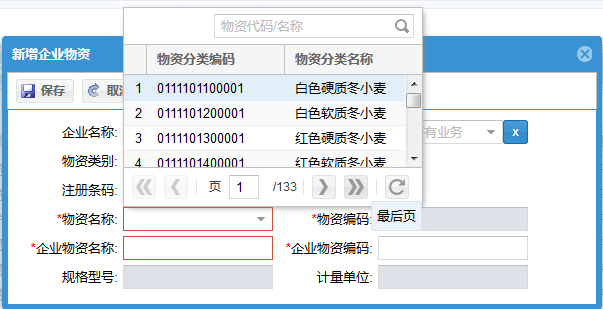 物资代码/名称
新增企业物资
物资分类编码 物资分类名称
保存 取消
1 0111101100001 白色硬质冬小麦
2 0111101200001 白色软质冬小麦
企业名称: 有业务 x
3 0111101300001 红色硬质冬小麦
物资类别:
4 0111101400001 红色软质冬小麦
注册条码: 页 1 /133
*物资名称: *物资编码: 最后页
*企业物资名称: *企业物资编码:
规格型号: 计量单位: